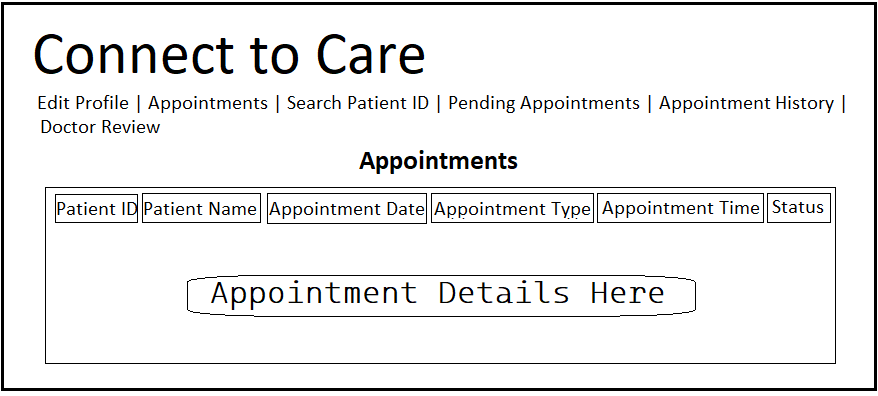 Connect to Care
Edit Profile | Appointments | Search Patient ID | Pending Appointments | Appointment History |
Doctor Review
Appointments
Patient ID Patient Name Appointment Date Appointment Type Appointment Time Status
Appointment Details Here